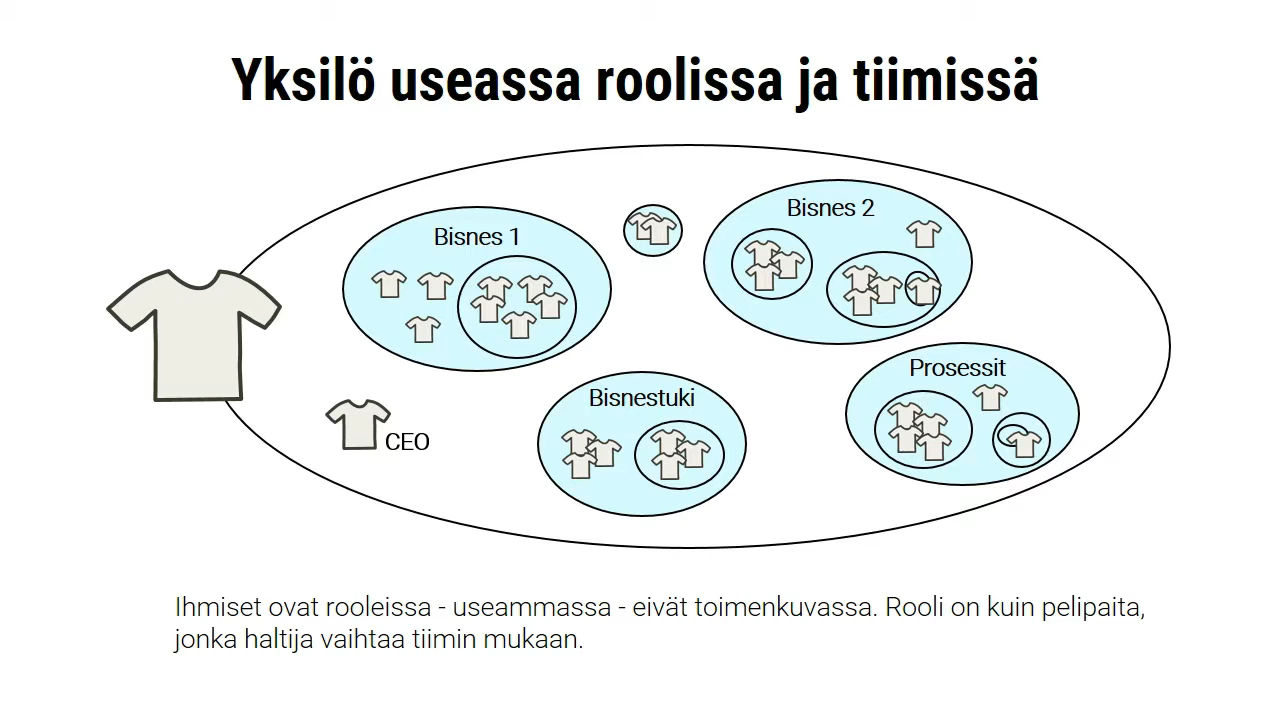 Yksilö useassa roolissa ja tiimissä
Bisnes 1
Bisnes 2
Prosessit
Bisnestuki
CEO
Ihmiset ovat rooleissa - useammassa - eivät toimenkuvassa. Rooli on kuin pelipaita,
jonka haltija vaihtaa tiimin mukaan.